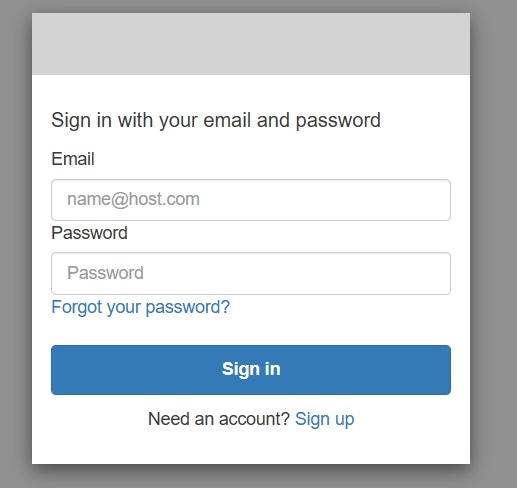 Sign in with your email and password
Email
name@host.com
Password
Password
Forgot your password?
Sign in
Need an account? Sign up